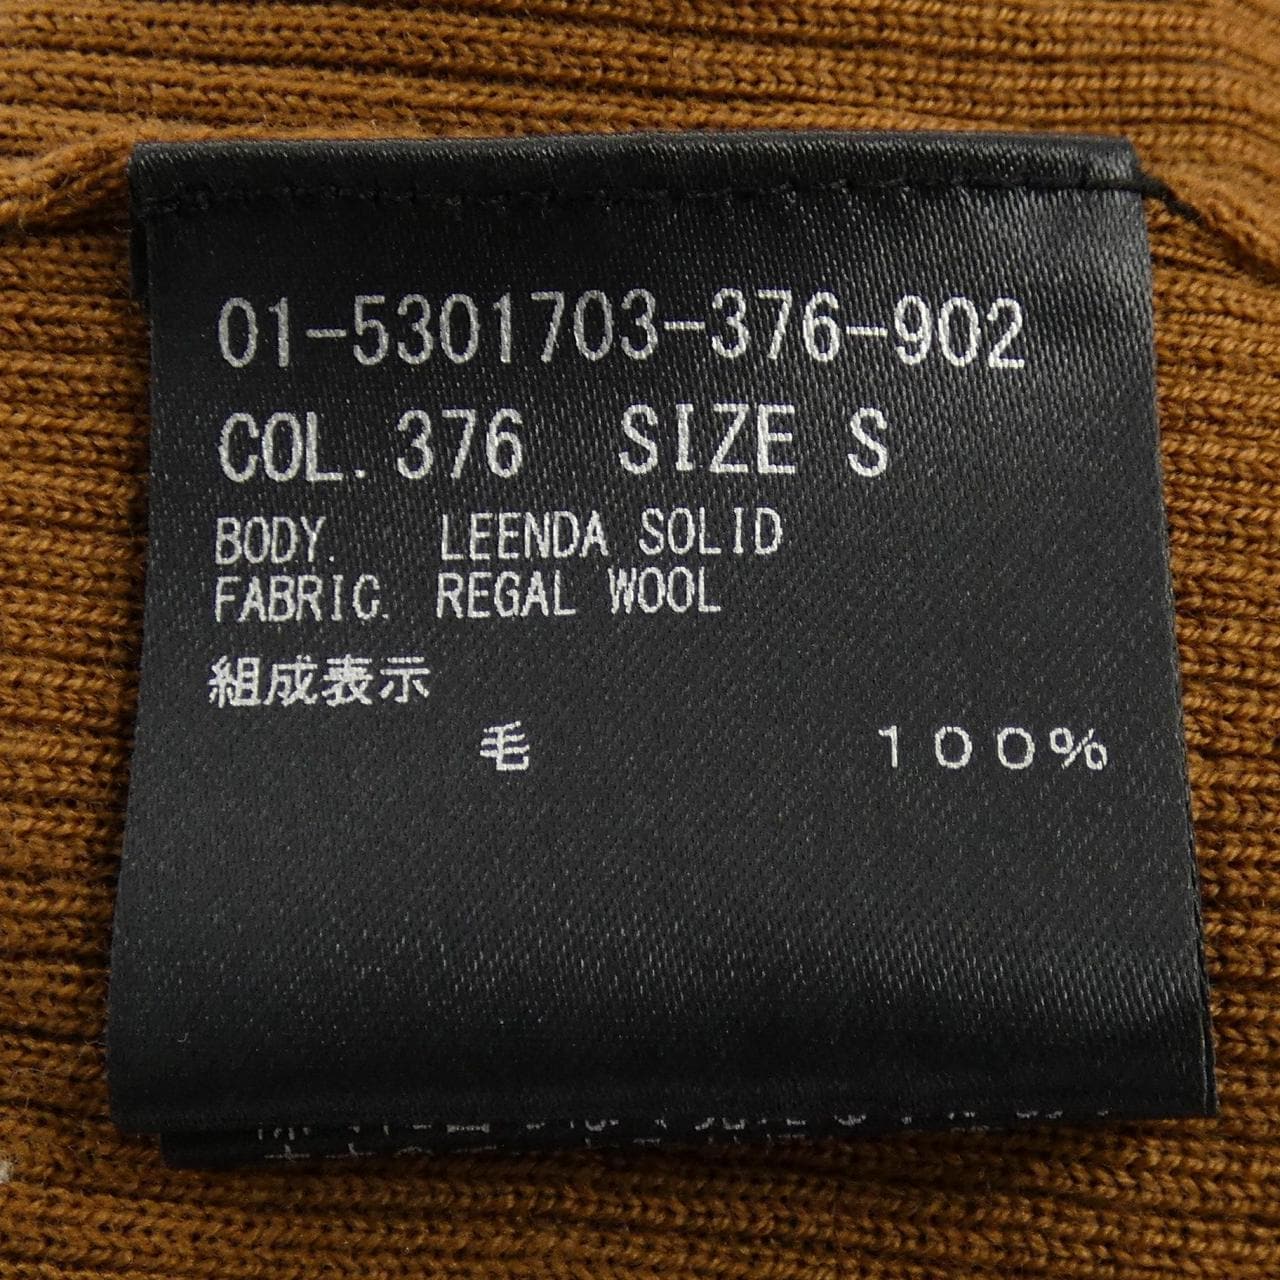 01-5301703-376-902
COL. 376 SIZE S
BODY. LEENDA SOLID
FABRIC. REGAL WOOL
組成表示
毛 100%